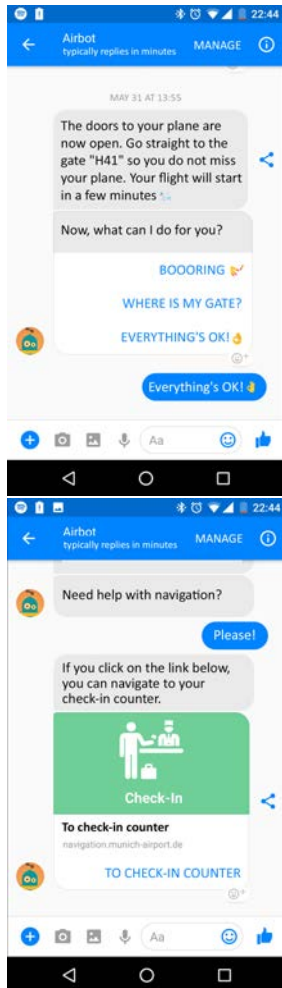 22:44
Airbot
typically replies in minutes
MANAGE
MAY 31 AT 13:55
The doors to your plane are
now open. Go straight to the
gate "H41" so you do not miss
your plane. Your flight will start
in a few minutes
Now, what can I do for you?
BOOORING
WHERE IS MY GATE?
EVERYTHING'S OK!
Everything's OK!
Aa
22:44
Airbot
typically replies in minutes
MANAGE
Need help with navigation?
Please!
If you click on the link below,
you can navigate to your
check-in counter.
Check-In
To check-in counter
navigation.munich-airport.de
TO CHECK-IN COUNTER
Aa